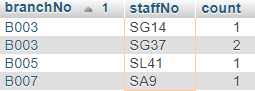 branchNo 1 staffNo count
B003 SG14 1
B003 SG37 2
B005 SL41 1
B007 SA9 1